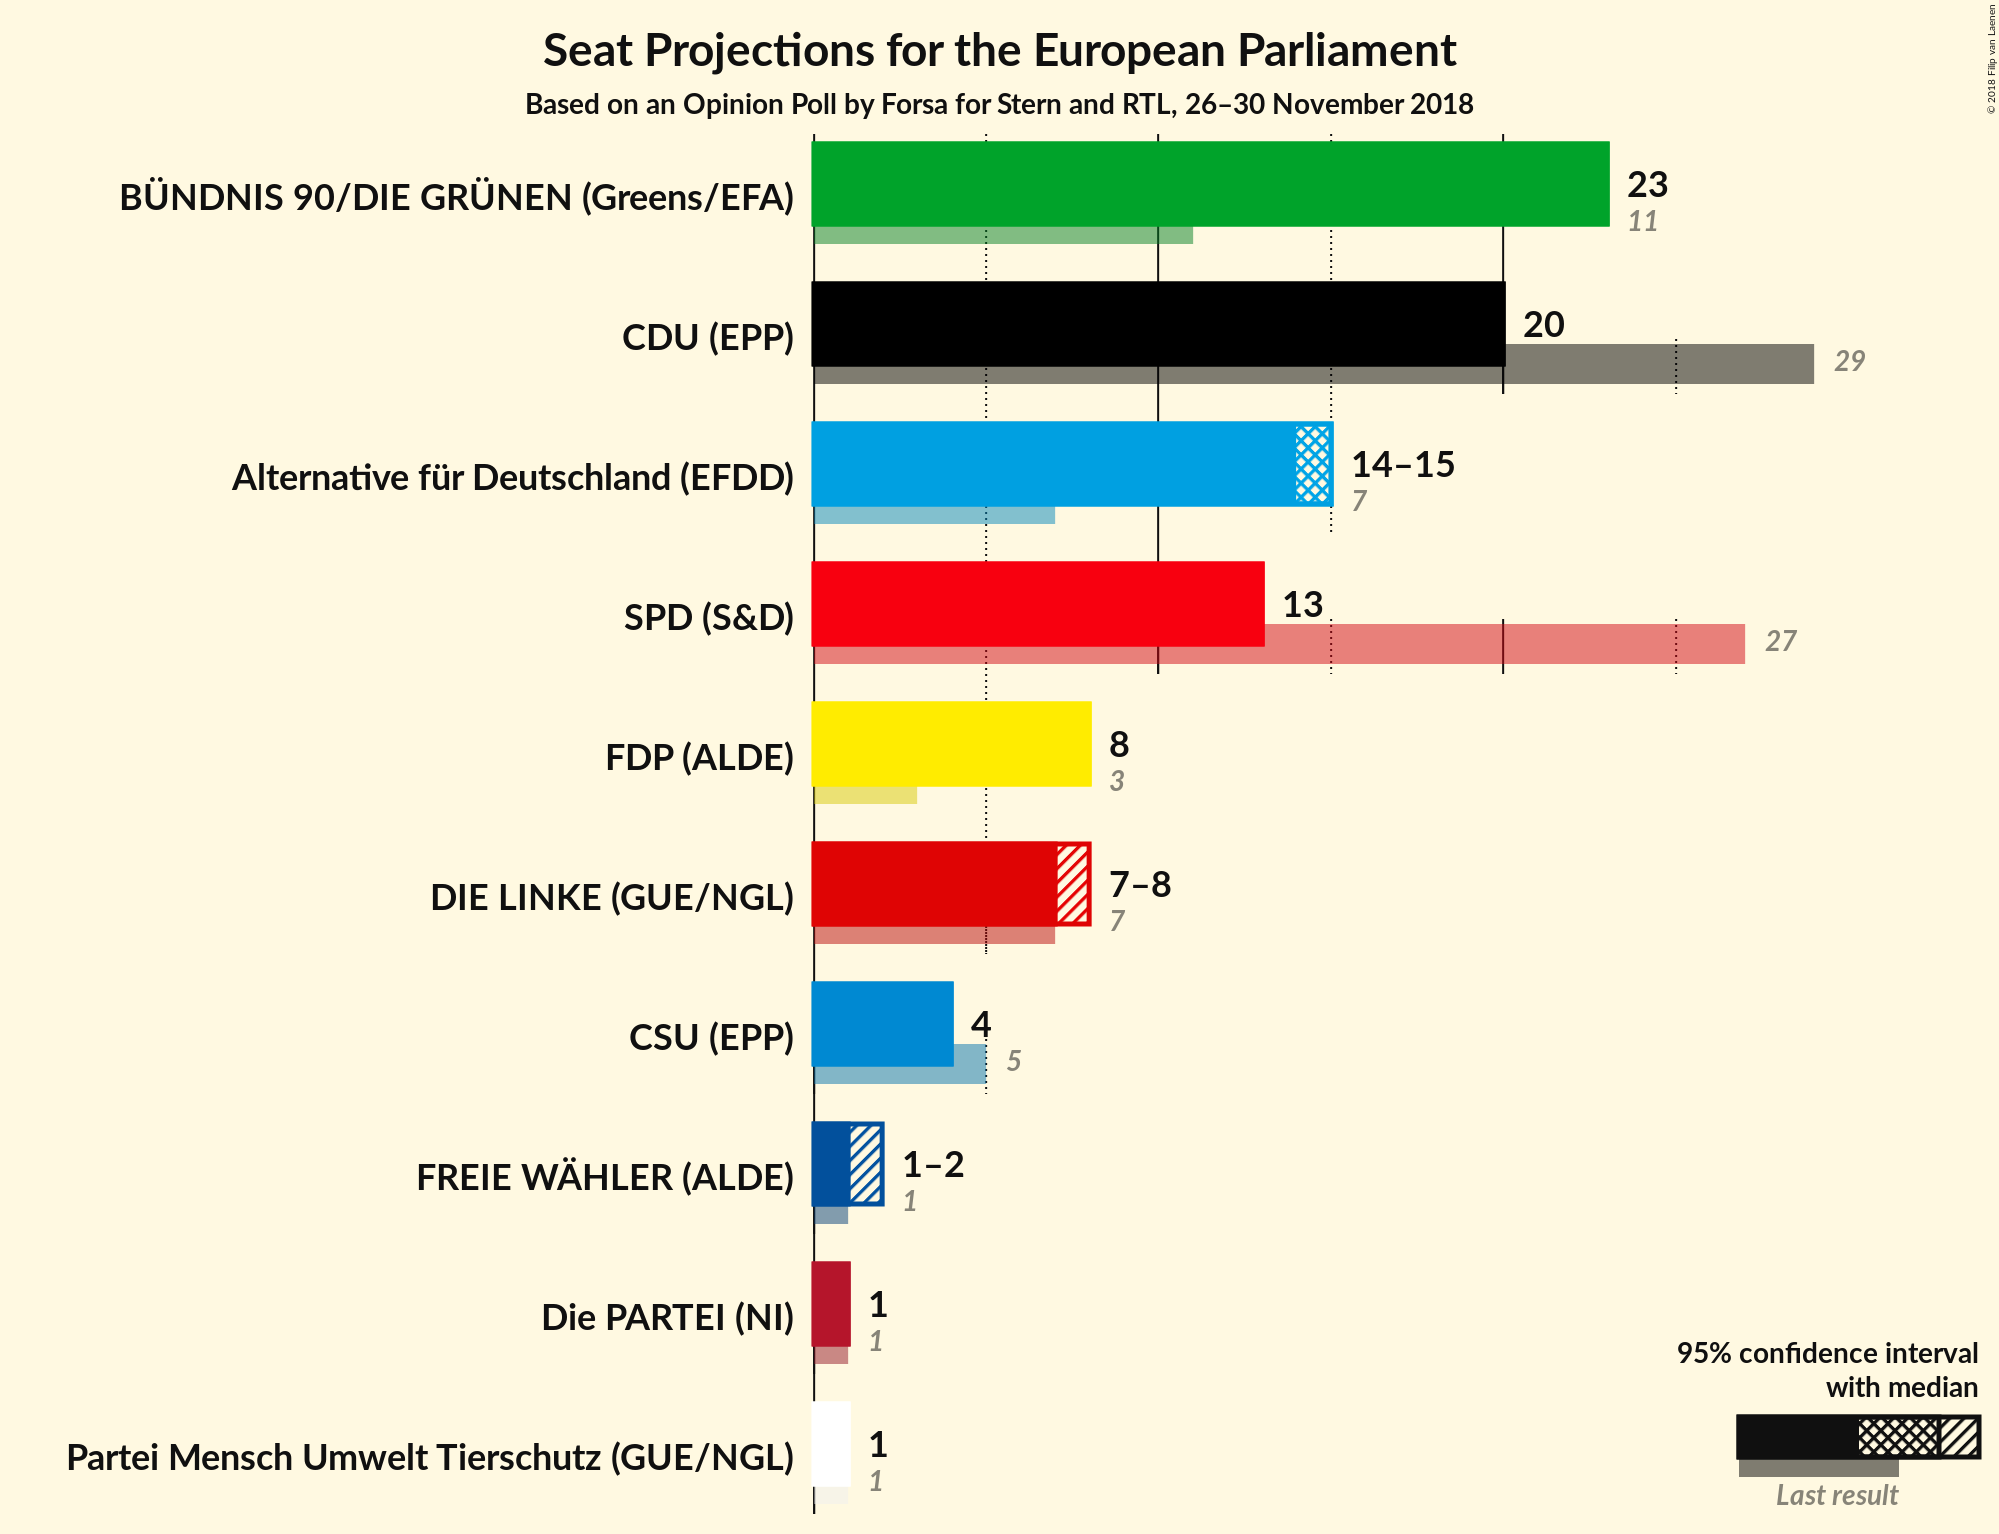 Seat Projections for the European Parliament
Based on an Opinion Poll by Forsa for Stern and RTL, 26–30 November 2018
© 2018 Filip van Laenen
BÜNDNIS 90/DIE GRÜNEN (Greens/EFA)
23
11
CDU (EPP)
20
29
Alternative für Deutschland (EFDD)
14–15
7
SPD (S&D)
13
27
FDP (ALDE)
8
3
DIE LINKE (GUE/NGL)
7–8
7
CSU (EPP)
4
5
FREIE WÄHLER (ALDE)
1–2
1
Die PARTEI (NI)
1
1
Partei Mensch Umwelt Tierschutz (GUE/NGL)
1
1
95% confidence interval
with median
Last result